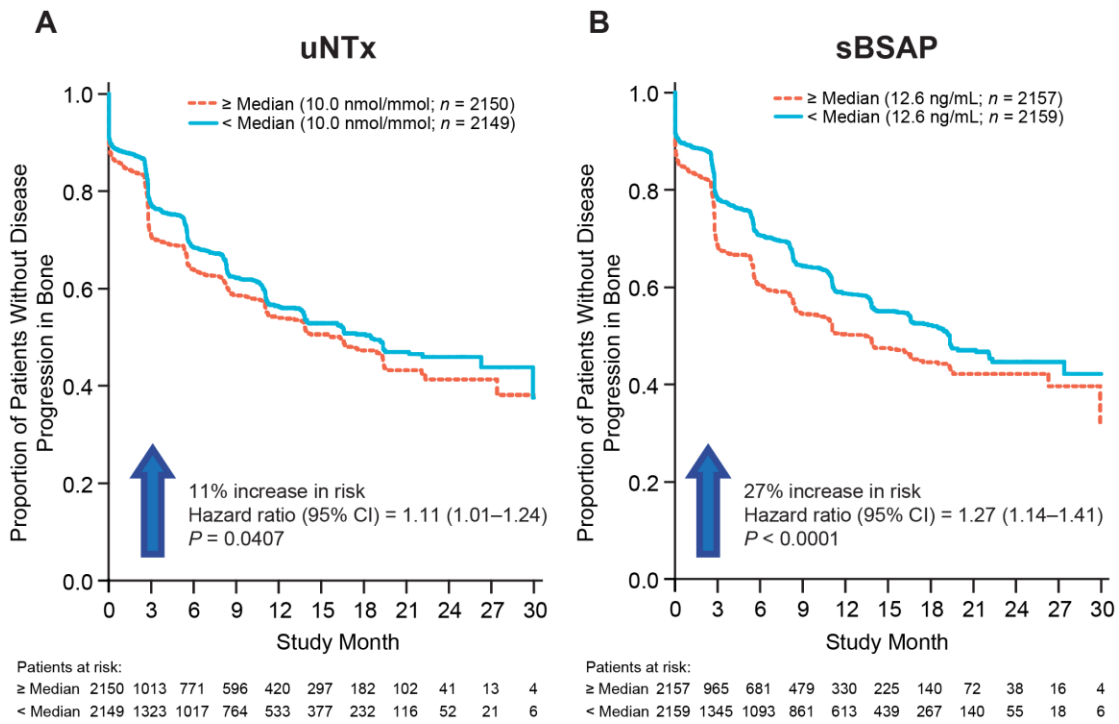 A
uNTx
≥ Median (10.0 nmol/mmol; n = 2150)
< Median (10.0 nmol/mmol; n = 2149)
Proportion of Patients Without Disease
Progression in Bone
1.0
0.8
0.6
0.4
0.2
0.0
11% increase in risk
Hazard ratio (95% CI) = 1.11 (1.01–1.24)
P = 0.0407
0 3 6 9 12 15 18 21 24 27 30
Study Month
Patients at risk:
≥ Median 2150 1013 771 596 420 297 182 102 41 13 4
< Median 2149 1323 1017 764 533 377 232 116 52 21 6
B
sBSAP
≥ Median (12.6 ng/mL; n = 2157)
< Median (12.6 ng/mL; n = 2159)
Proportion of Patients Without Disease
Progression in Bone
1.0
0.8
0.6
0.4
0.2
0.0
27% increase in risk
Hazard ratio (95% CI) = 1.27 (1.14–1.41)
P < 0.0001
0 3 6 9 12 15 18 21 24 27 30
Study Month
Patients at risk:
≥ Median 2157 965 681 479 330 225 140 72 38 16 4
< Median 2159 1345 1093 861 613 439 267 140 55 18 6